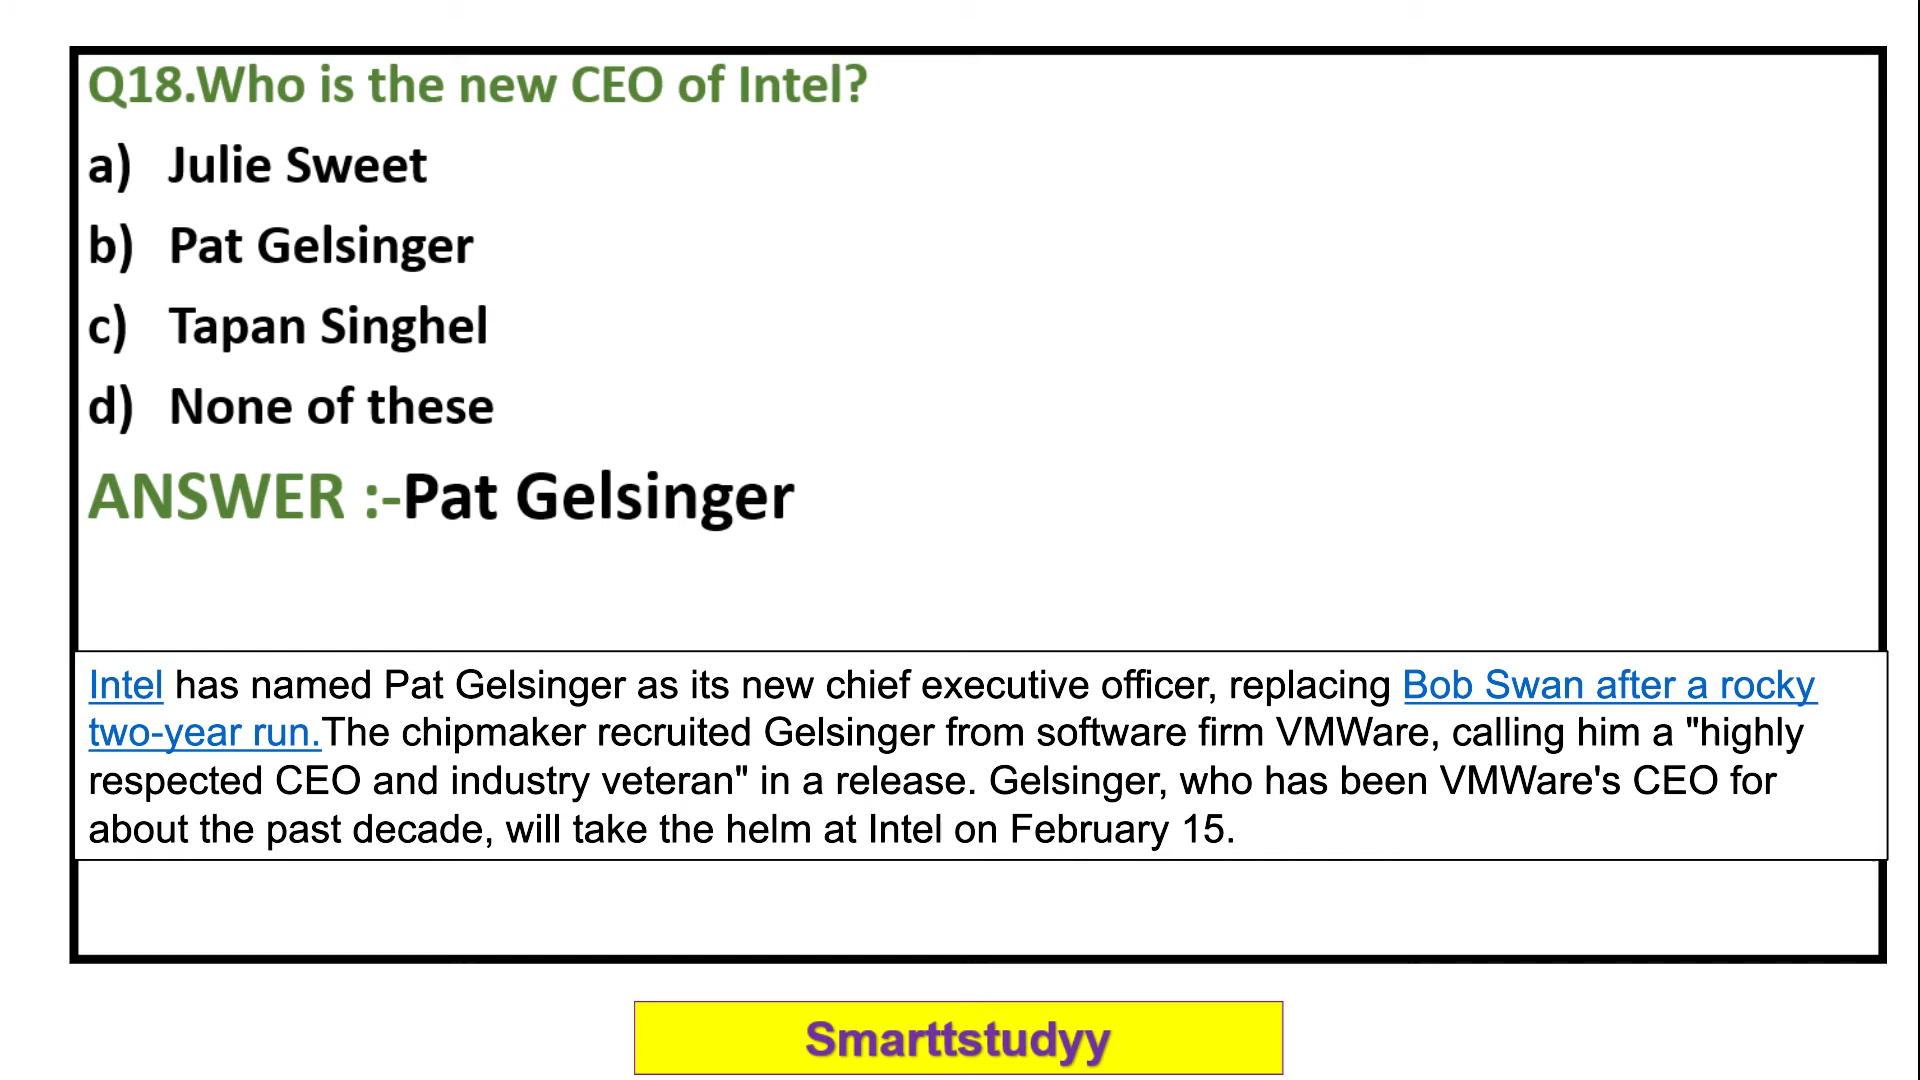 Q18.Who is the new CEO of Intel?
a) Julie Sweet
b) Pat Gelsinger
c) Tapan Singhel
d) None of these
ANSWER :-Pat Gelsinger
Intel has named Pat Gelsinger as its new chief executive officer, replacing Bob Swan after a rocky
two-year run.The chipmaker recruited Gelsinger from software firm VMWare, calling him a "highly
respected CEO and industry veteran" in a release. Gelsinger, who has been VMWare's CEO for
about the past decade, will take the helm at Intel on February 15.
Smarttstudyy